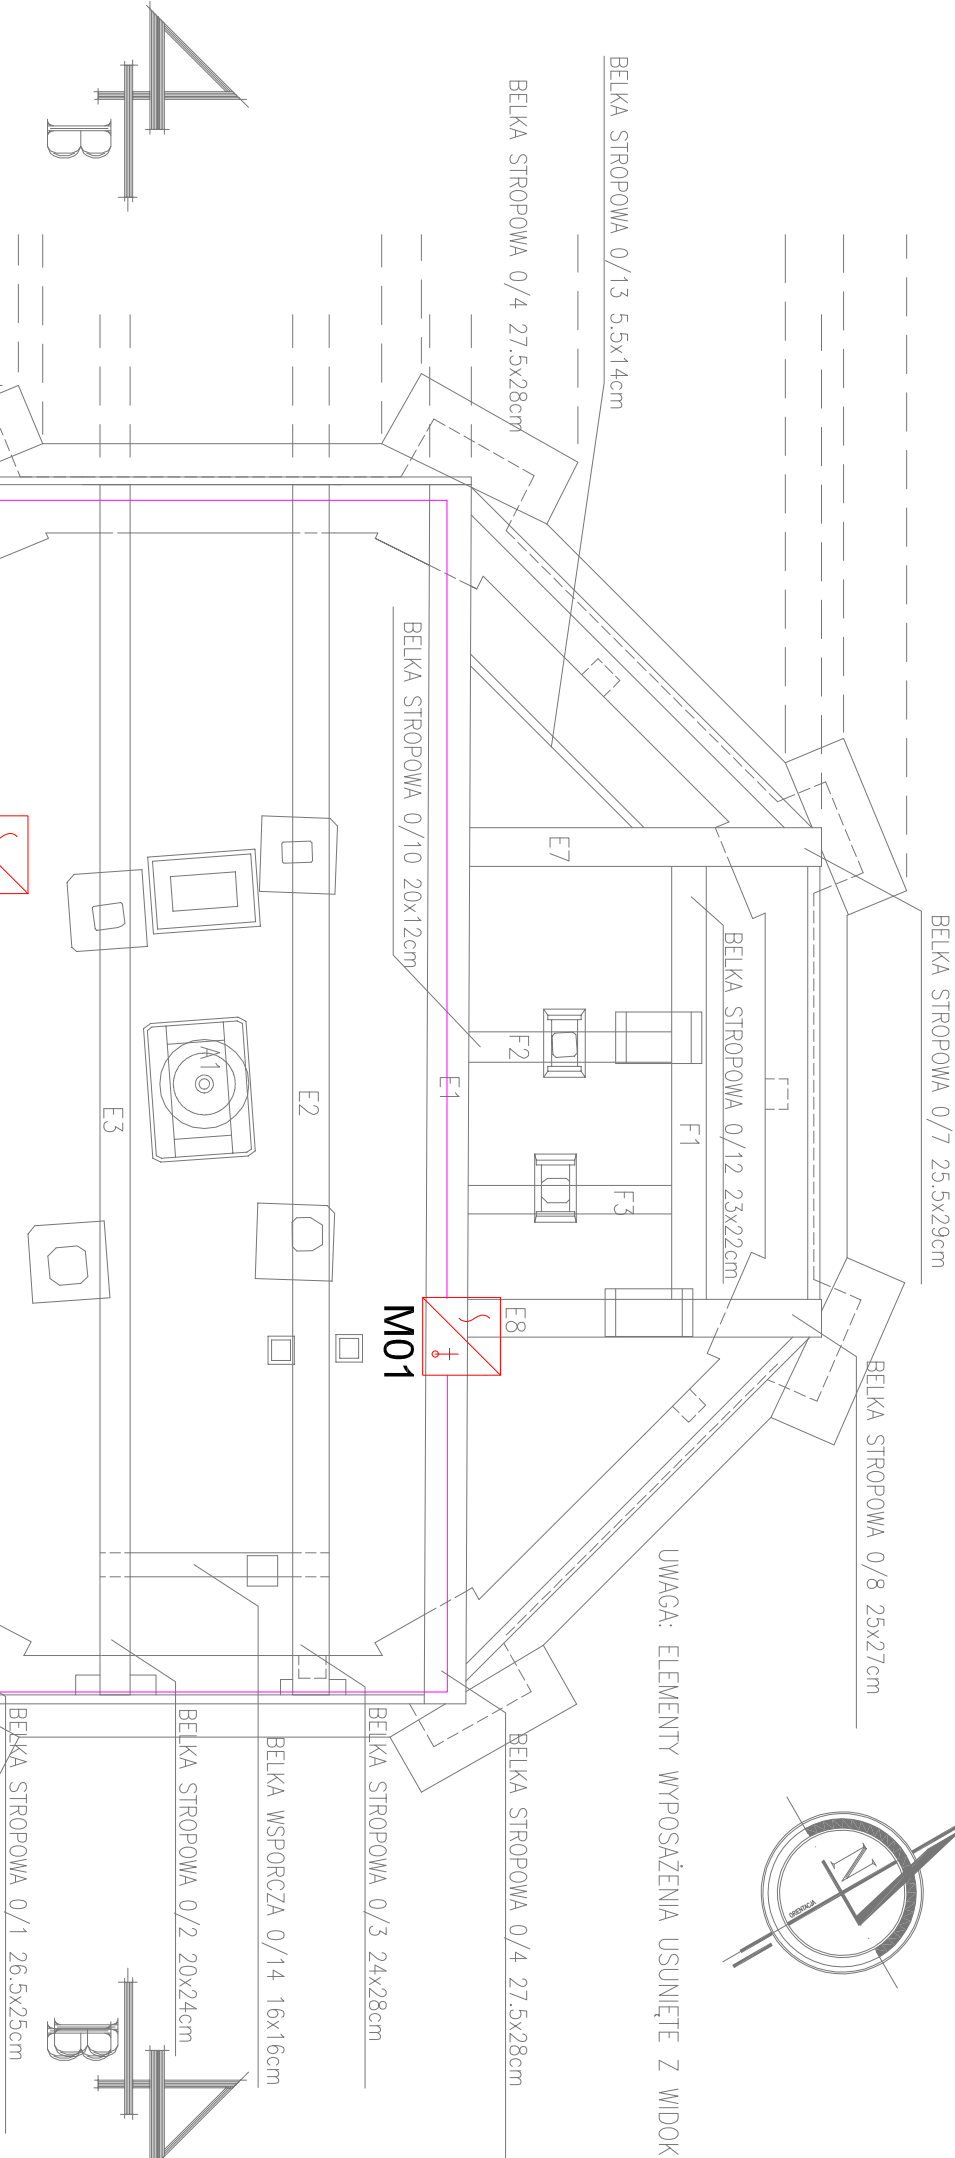 BELKA STROPOWA 0/13 5.5x14cm
BELKA STROPOWA 0/4 27.5x28cm
B
BELKA STROPOWA 0/10 20x12cm
BELKA STROPOWA 0/7 25.5x29cm
BELKA STROPOWA 0/12 23x22cm
E7
F2
F1
F3
E1
E2
E3
A1
E8
M01
BELKA STROPOWA 0/8 25x27cm
UWAGA: ELEMENTY WYPOSAŻENIA USUNIĘTE Z WIDOK
N
ORIENTACJA
BELKA STROPOWA 0/4 27.5x28cm
BELKA STROPOWA 0/3 24x28cm
BELKA WSPORCZA 0/14 16x16cm
BELKA STROPOWA 0/2 20x24cm
BELKA STROPOWA 0/1 26.5x25cm
B